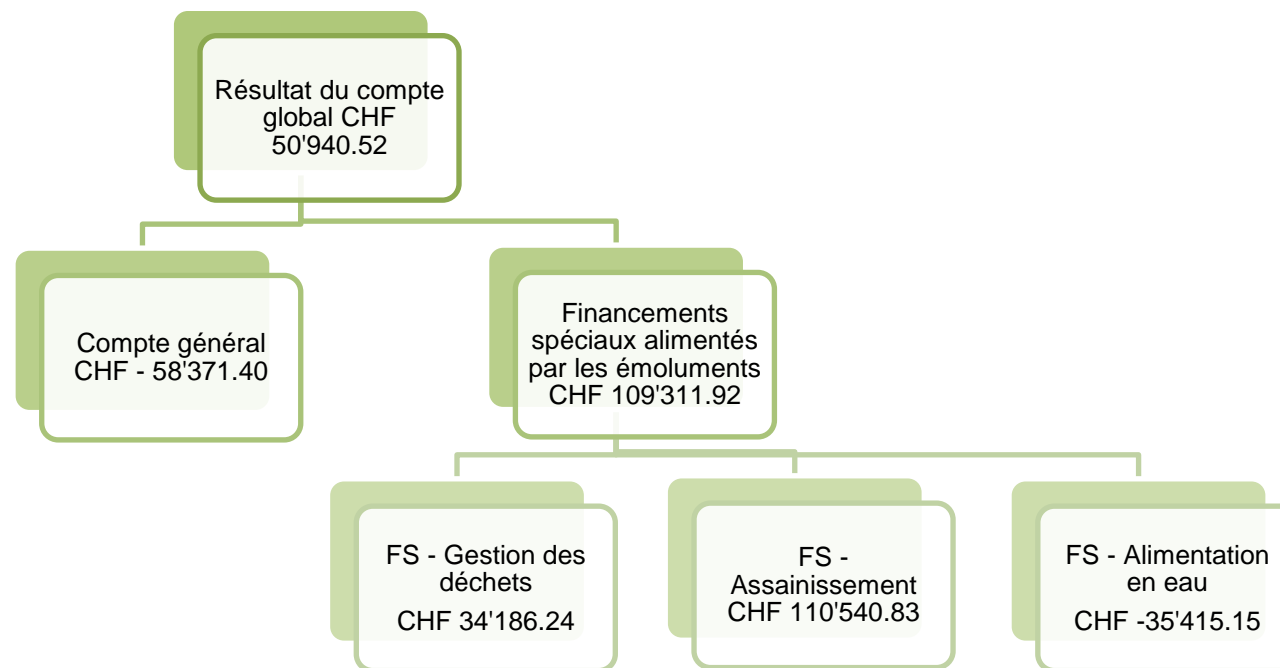 Résultat du compte
global CHF
50'940.52
Compte général
CHF - 58'371.40
Financements
spéciaux alimentés
par les émoluments
CHF 109'311.92
FS - Gestion des
déchets
CHF 34'186.24
FS -
Assainissement
CHF 110'540.83
FS - Alimentation
en eau
CHF -35'415.15